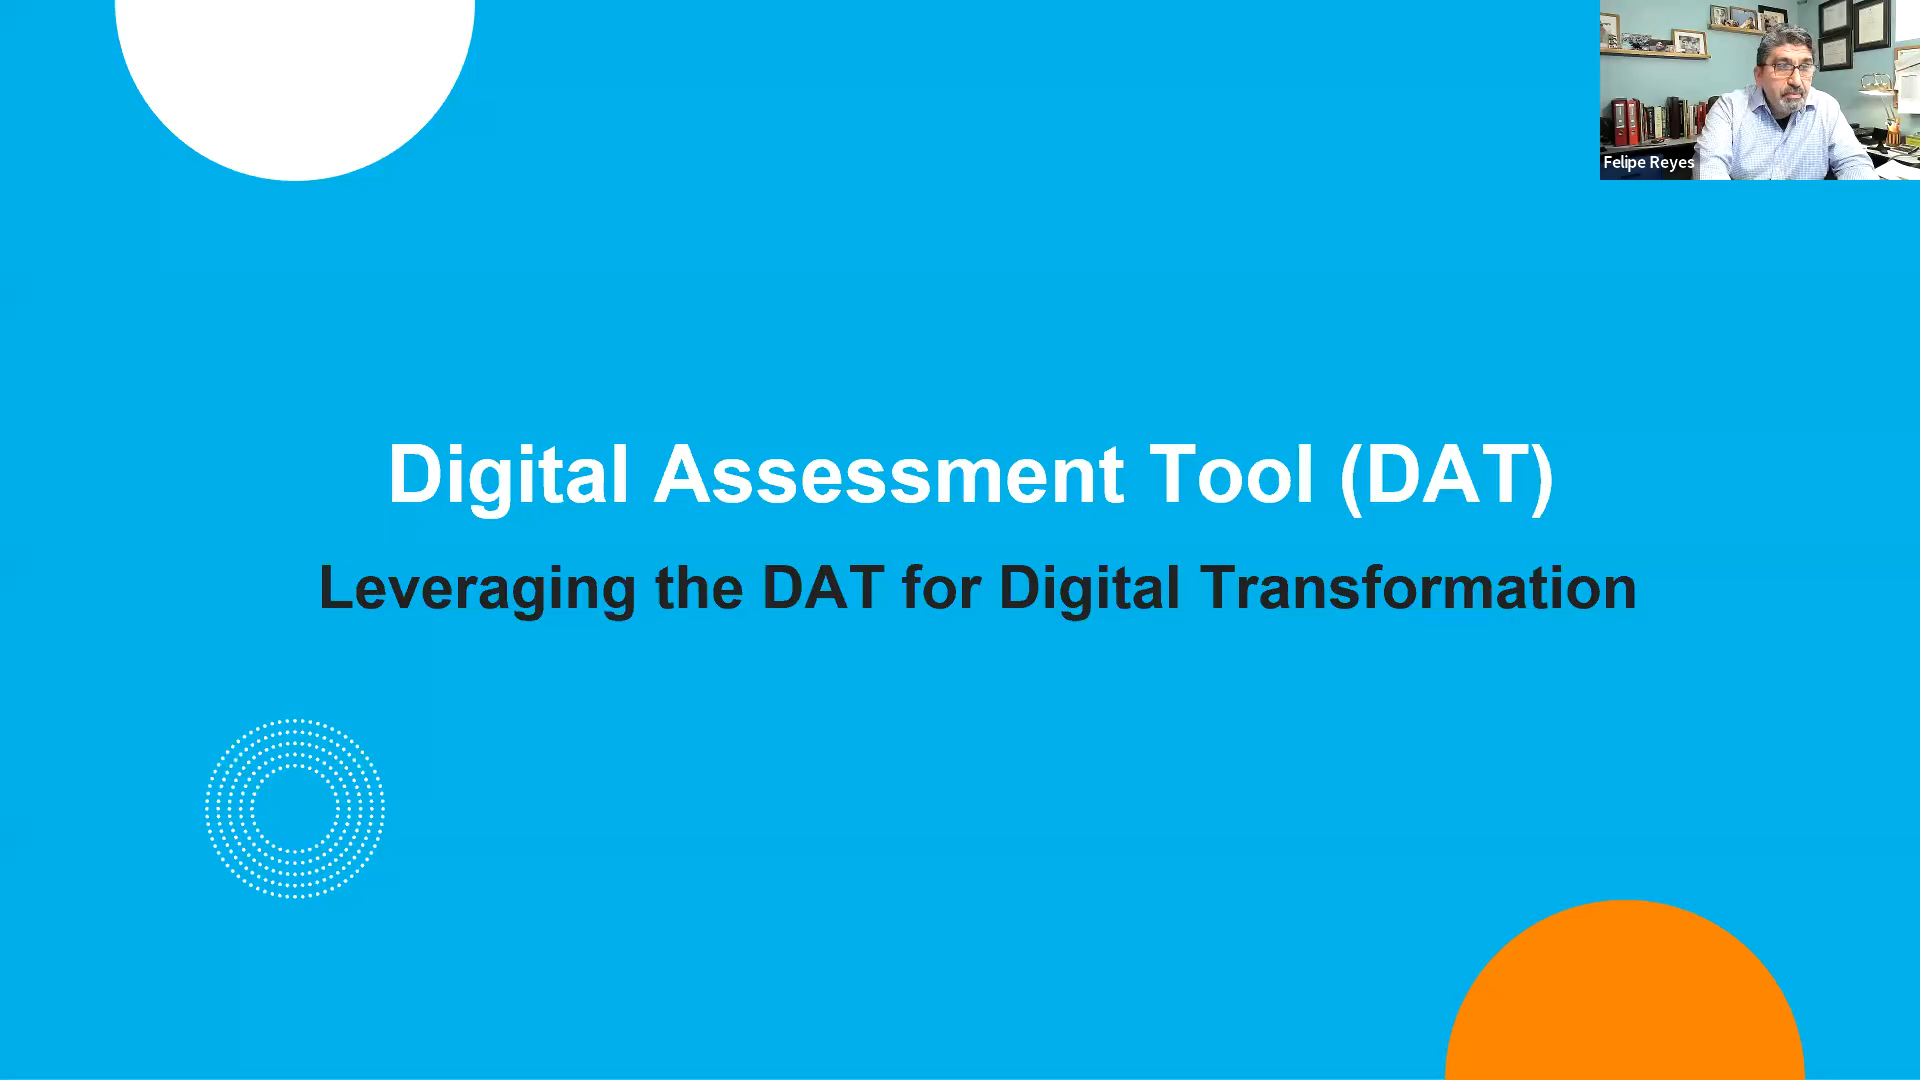 Felipe Reyes
Digital Assessment Tool (DAT)
Leveraging the DAT for Digital Transformation